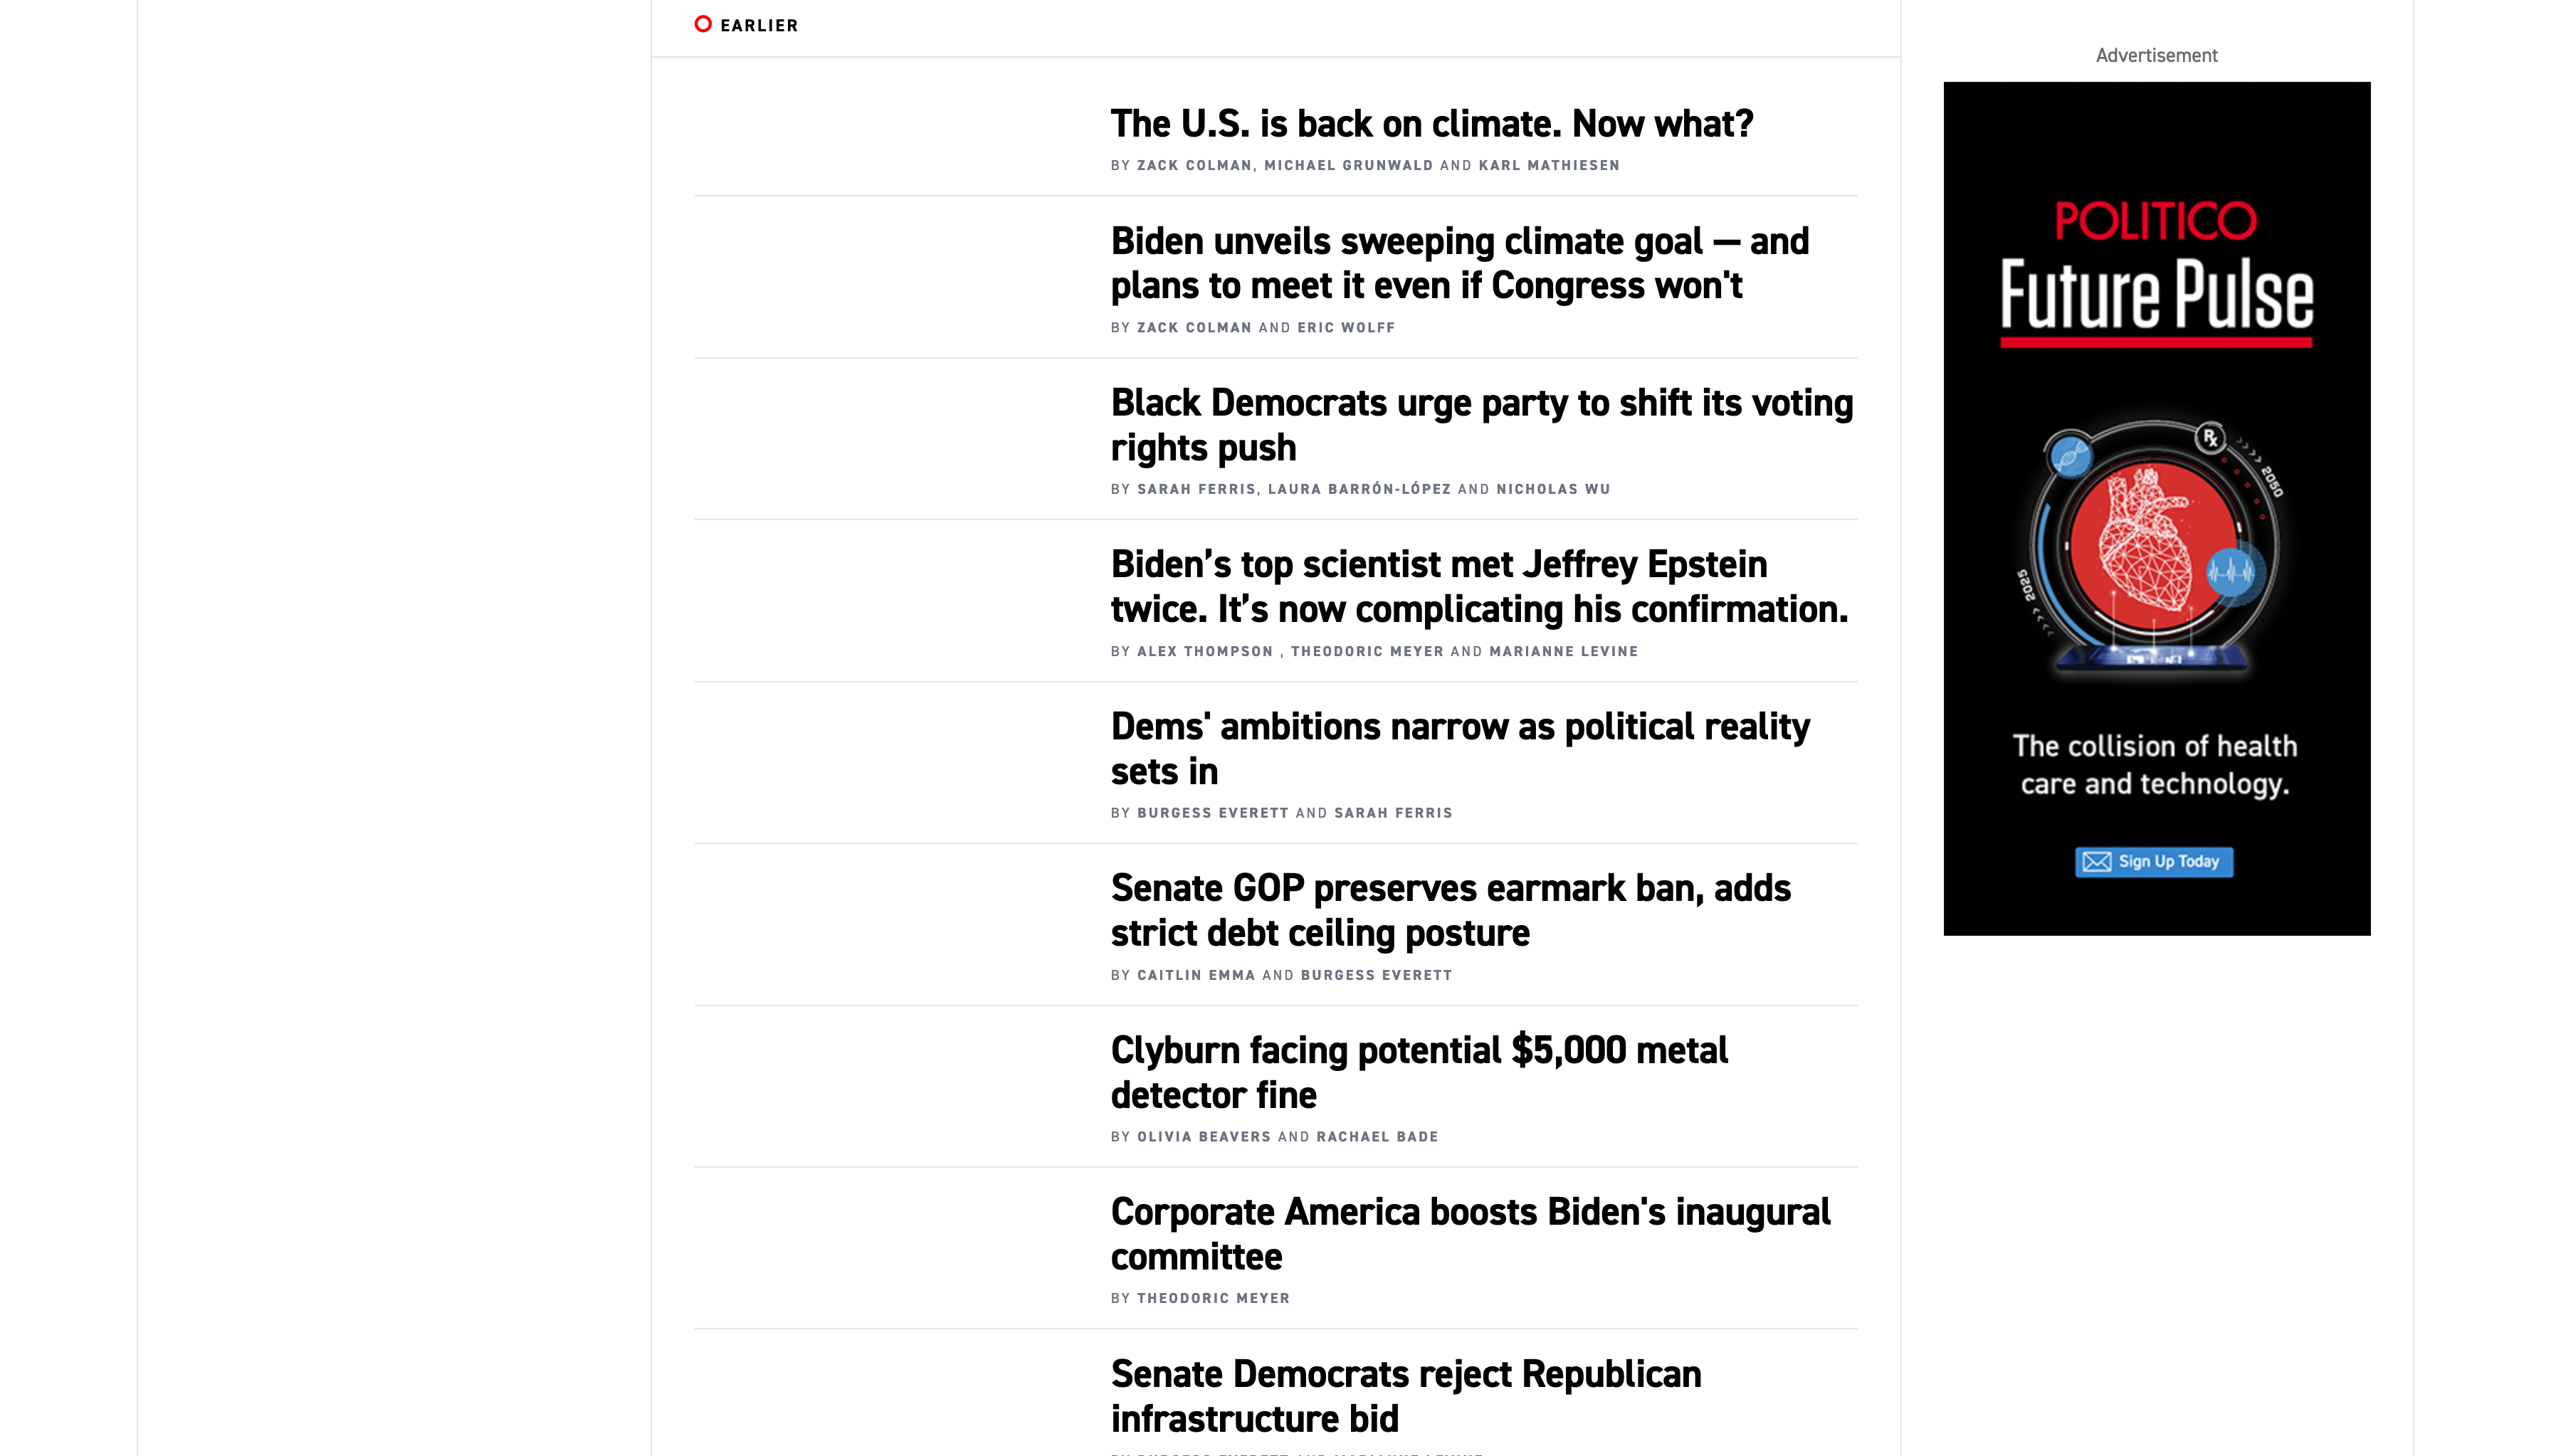 EARLIER
The U.S. is back on climate. Now what?
BY ZACK COLMAN, MICHAEL GRUNWALD AND KARL MATHIESEN
Biden unveils sweeping climate goal — and
plans to meet it even if Congress won't
BY ZACK COLMAN AND ERIC WOLFF
Black Democrats urge party to shift its voting
rights push
BY SARAH FERRIS, LAURA BARRÓN-LÓPEZ AND NICHOLAS WU
Biden’s top scientist met Jeffrey Epstein
twice. It’s now complicating his confirmation.
BY ALEX THOMPSON , THEODORIC MEYER AND MARIANNE LEVINE
Dems' ambitions narrow as political reality
sets in
BY BURGESS EVERETT AND SARAH FERRIS
Senate GOP preserves earmark ban, adds
strict debt ceiling posture
BY CAITLIN EMMA AND BURGESS EVERETT
Clyburn facing potential $5,000 metal
detector fine
BY OLIVIA BEAVERS AND RACHAEL BADE
Corporate America boosts Biden's inaugural
committee
BY THEODORIC MEYER
Senate Democrats reject Republican
infrastructure bid
Advertisement
POLITICO
Future Pulse
Rx
2050
2025
The collision of health
care and technology.
Sign Up Today